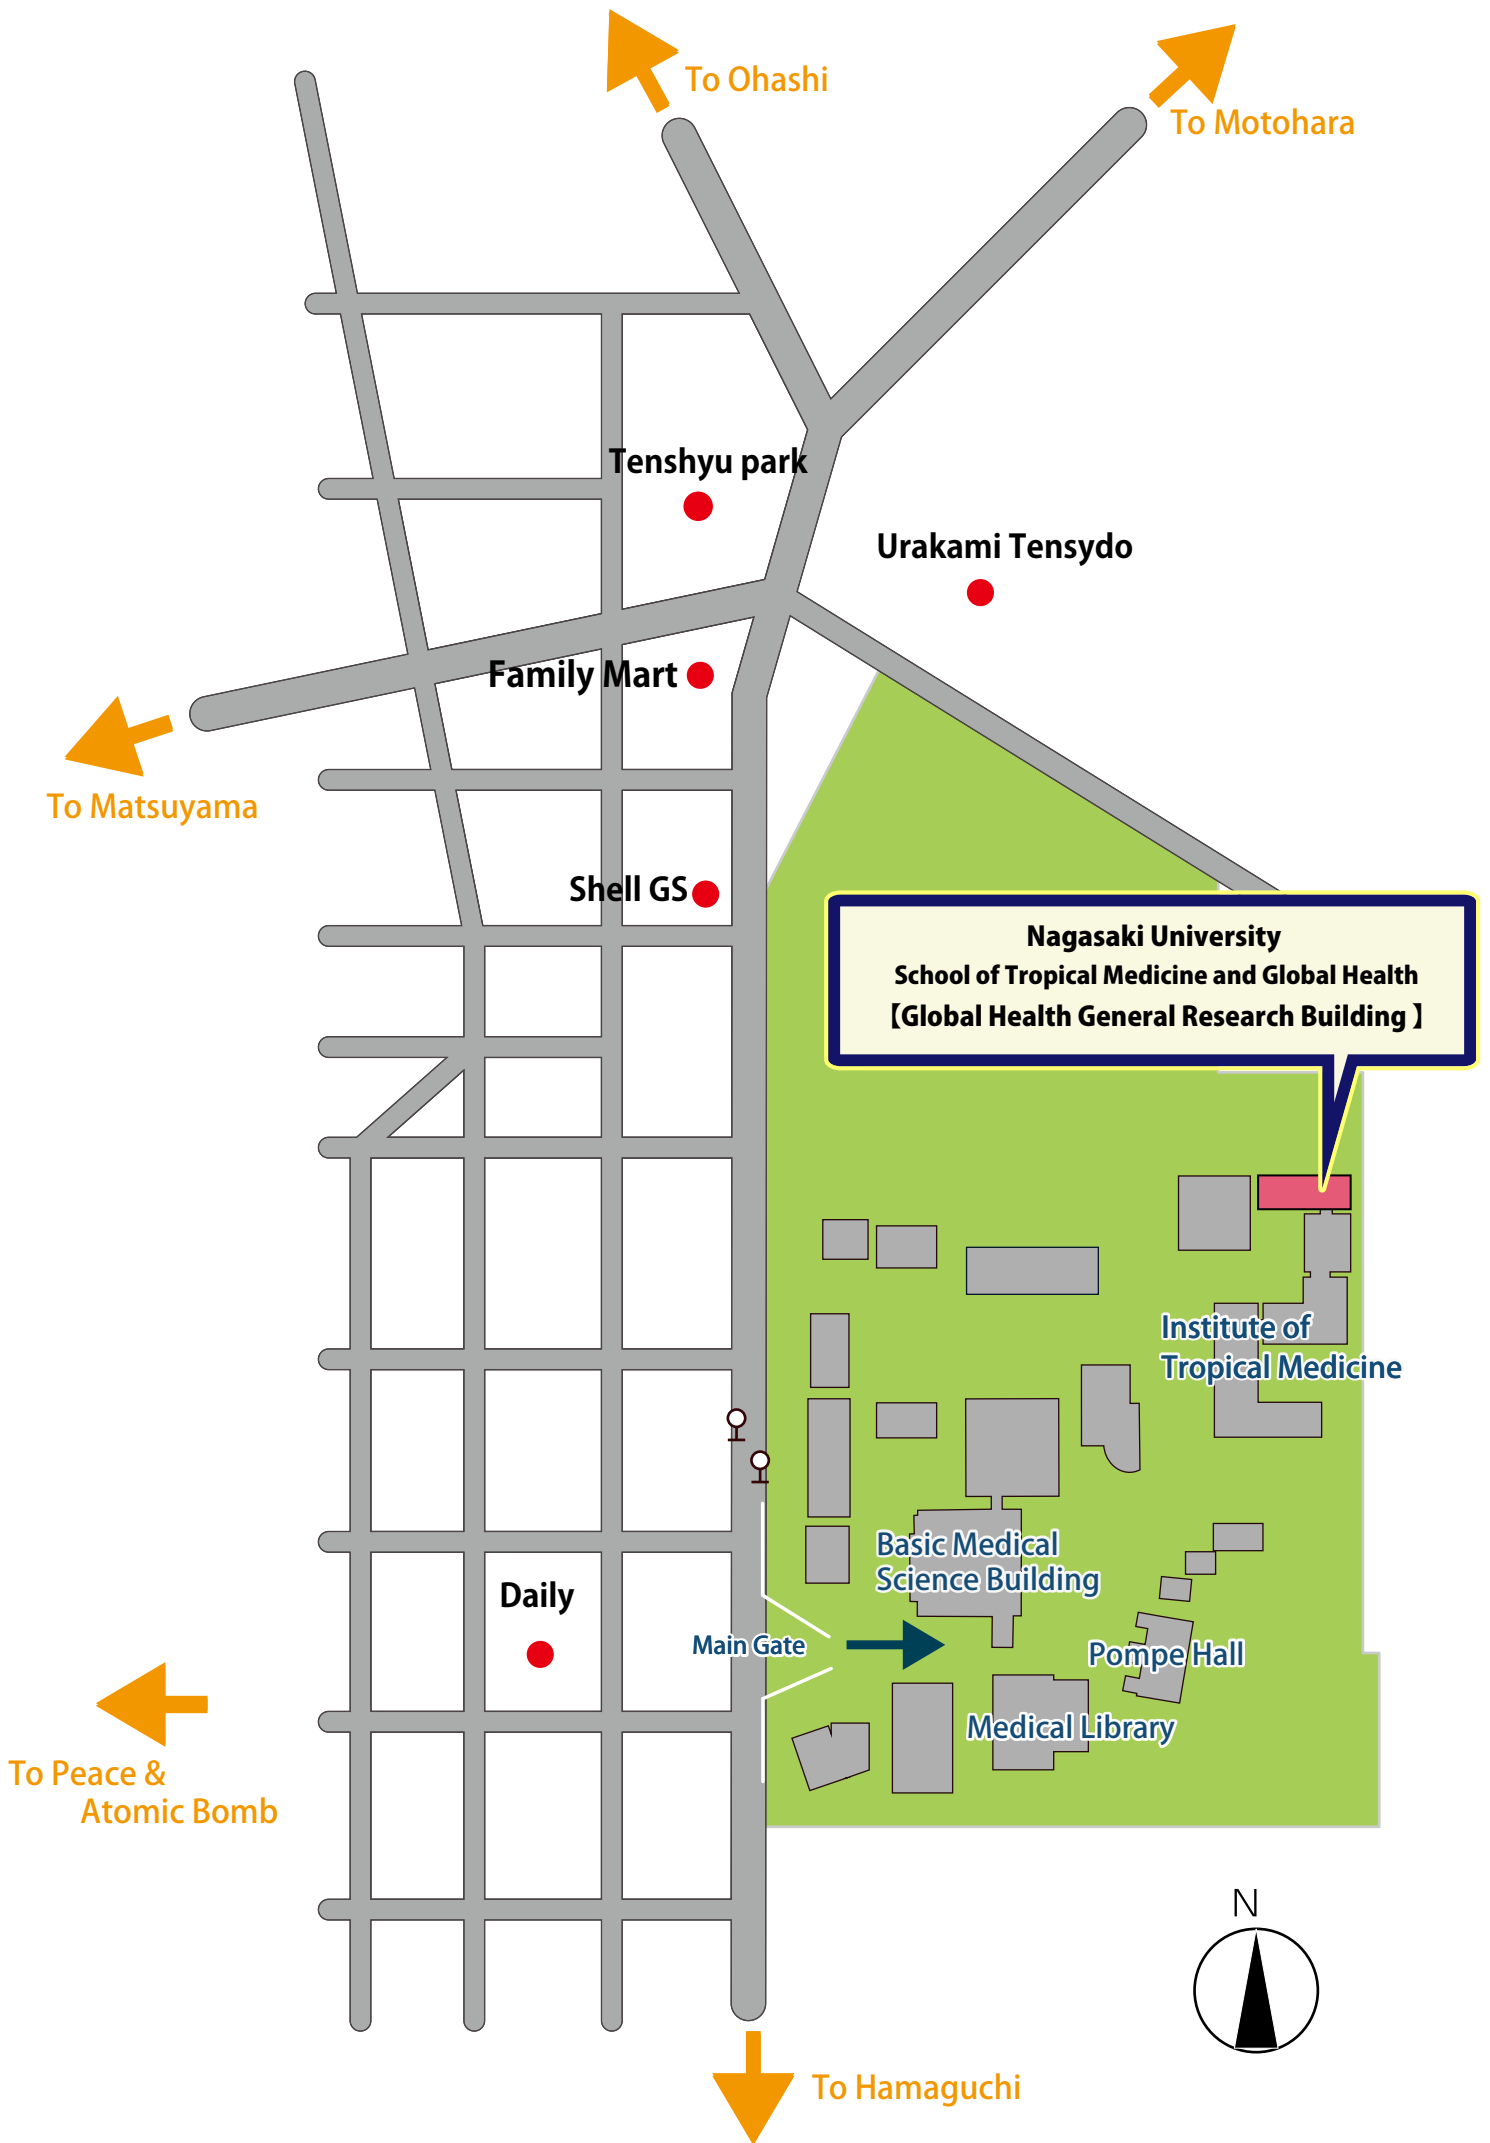 To Ohashi
To Motohara
Tenshyu park
Urakami Tensydo
Family Mart
To Matsuyama
Shell GS
Nagasaki University
School of Tropical Medicine and Global Health
【Global Health General Research Building 】
Institute of
Tropical Medicine
Basic Medical
Science Building
Daily
Main Gate
Pompe Hall
Medical Library
To Peace &
Atomic Bomb
N
To Hamaguchi